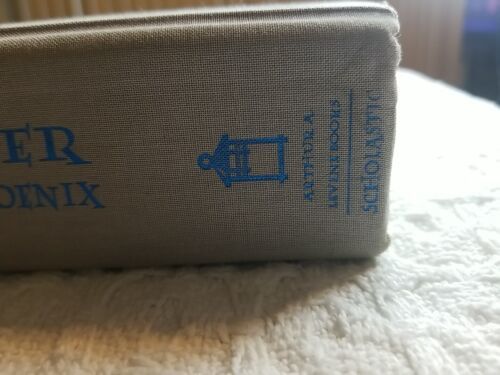 ER
OENIX
ARTHUR A.
LEVINE BOOKS
SCHOLASTIC